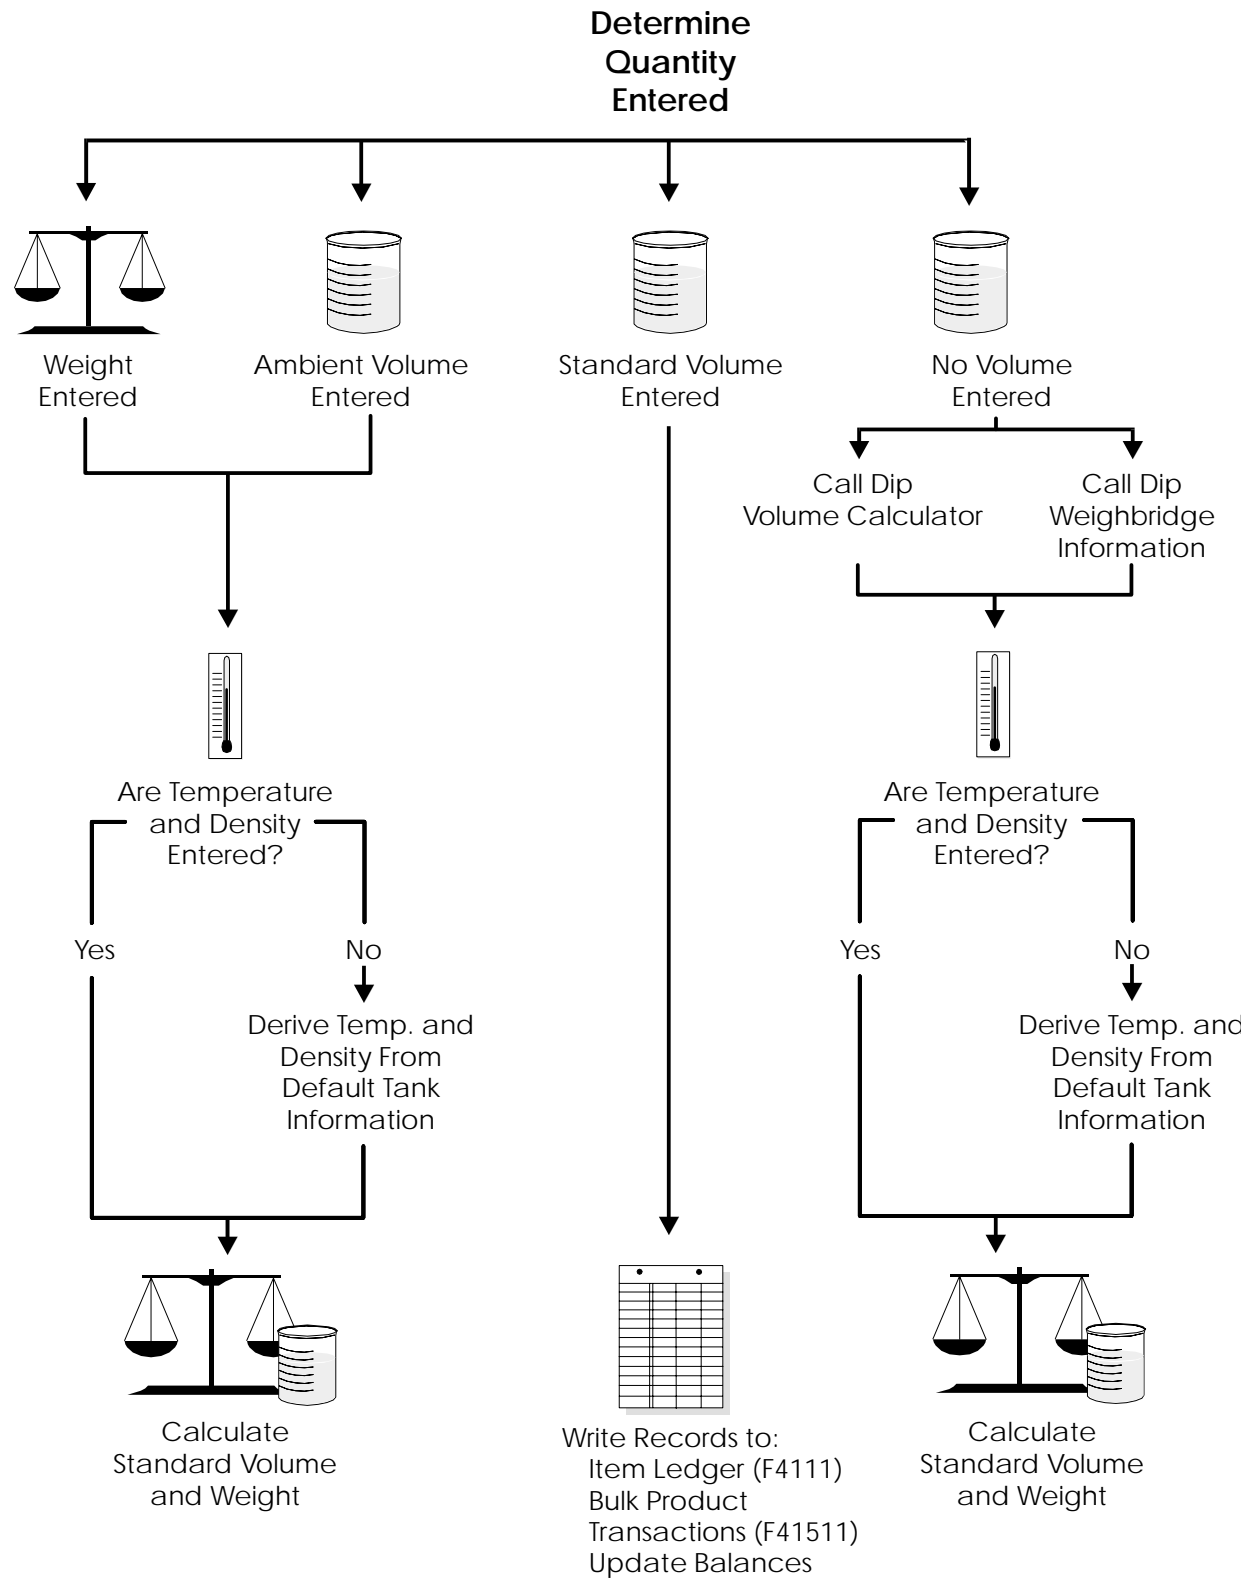 Determine
Quantity
Entered
Weight
Entered
Ambient Volume
Entered
Standard Volume
Entered
No Volume
Entered
Call Dip
Volume Calculator
Call Dip
Weighbridge
Information
Are Temperature
and Density
Entered?
Yes
No
Derive Temp. and
Density From
Default Tank
Information
Are Temperature
and Density
Entered?
Yes
No
Derive Temp. and
Density From
Default Tank
Information
Calculate
Standard Volume
and Weight
Write Records to:
Item Ledger (F4111)
Bulk Product
Transactions (F41511)
Update Balances
Calculate
Standard Volume
and Weight